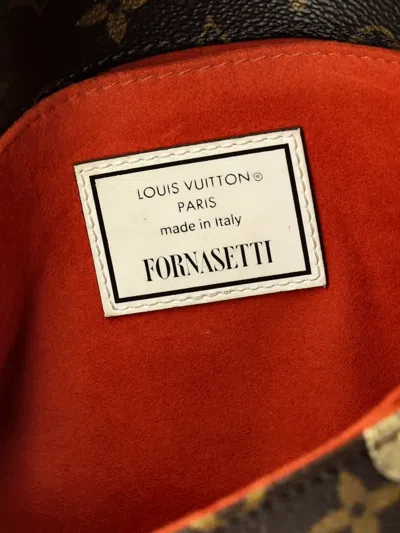 LOUIS VUITTON®
PARIS
made in Italy
FORNASETTI